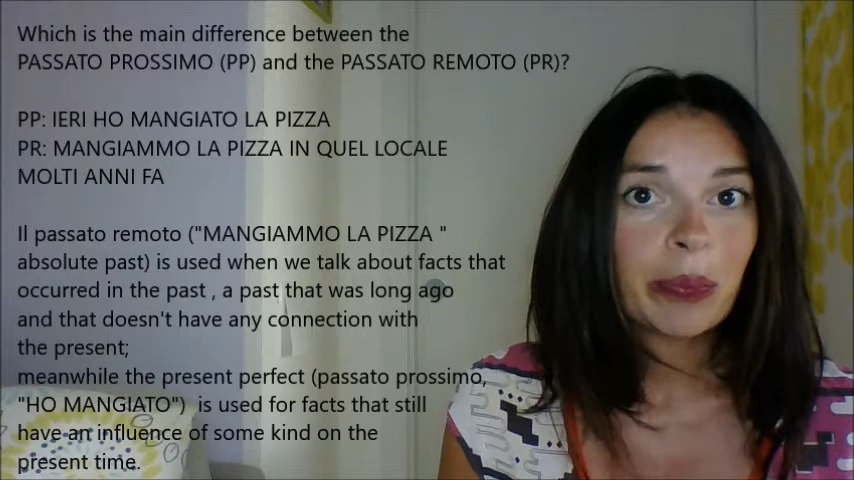 Which is the main difference between the
PASSATO PROSSIMO (PP) and the PASSATO REMOTO (PR)?
PP: IERI HO MANGIATO LA PIZZA
PR: MANGIAMMO LA PIZZA IN QUEL LOCALE
MOLTI ANNI FA
Il passato remoto ("MANGIAMMO LA PIZZA "
absolute past) is used when we talk about facts that
occurred in the past , a past that was long ago
and that doesn't have any connection with
the present;
meanwhile the present perfect (passato prossimo,
"HO MANGIATO")  is used for facts that still
have an influence of some kind on the
present time.